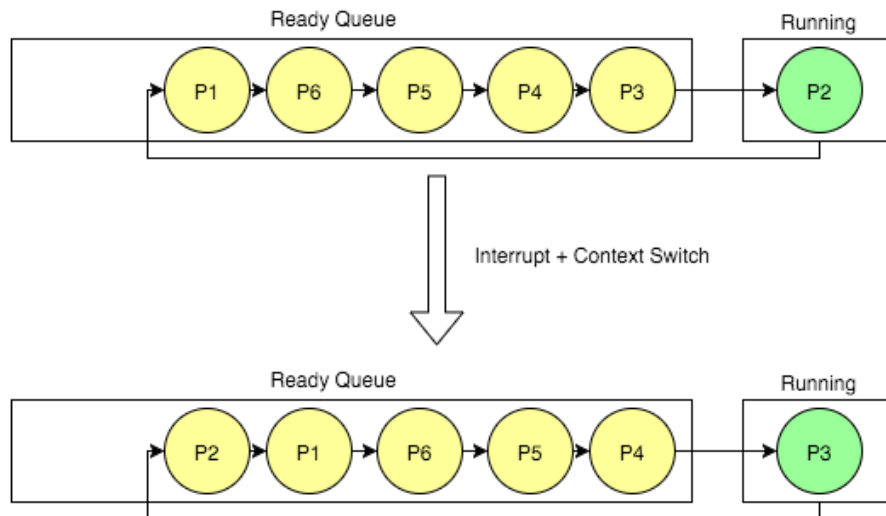 Ready Queue
Running
P1 P6 P5 P4 P3 P2
Interrupt + Context Switch
Ready Queue
Running
P2 P1 P6 P5 P4 P3